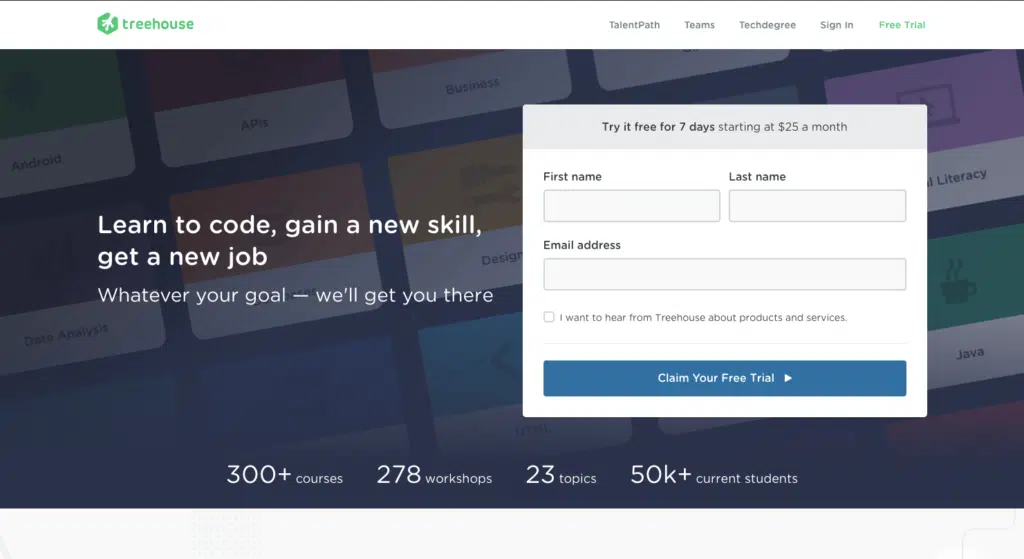 treehouse
TalentPath Teams Techdegree Sign In Free Trial
Business
APIs
Android
Try it free for 7 days starting at $25 a month
First name Last name
Literacy
Learn to code, gain a new skill,
get a new job
Email address
Whatever your goal — we'll get you there
I want to hear from Treehouse about products and services.
Date Analysis
Java
Claim Your Free Trial
HTML
300+ courses 278 workshops 23 topics 50k+ current students